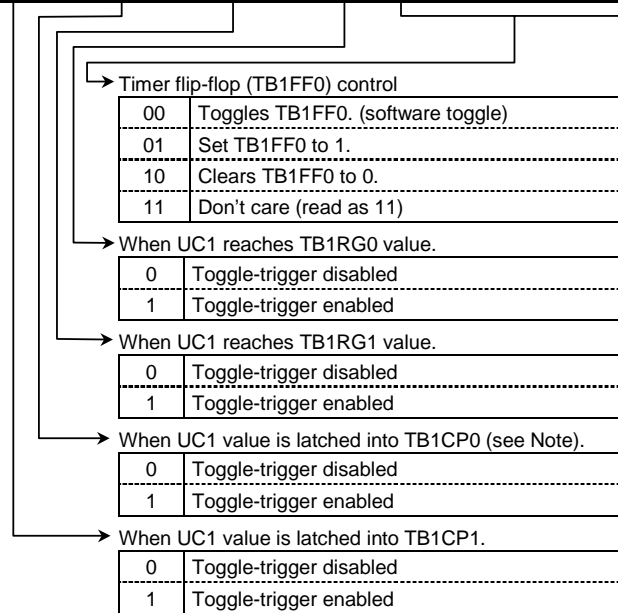 Timer flip-flop (TB1FF0) control
00 Toggles TB1FF0. (software toggle)
01 Set TB1FF0 to 1.
10 Clears TB1FF0 to 0.
11 Don't care (read as 11)
When UC1 reaches TB1RG0 value.
0 Toggle-trigger disabled
1 Toggle-trigger enabled
When UC1 reaches TB1RG1 value.
0 Toggle-trigger disabled
1 Toggle-trigger enabled
When UC1 value is latched into TB1CP0 (see Note).
0 Toggle-trigger disabled
1 Toggle-trigger enabled
When UC1 value is latched into TB1CP1.
0 Toggle-trigger disabled
1 Toggle-trigger enabled